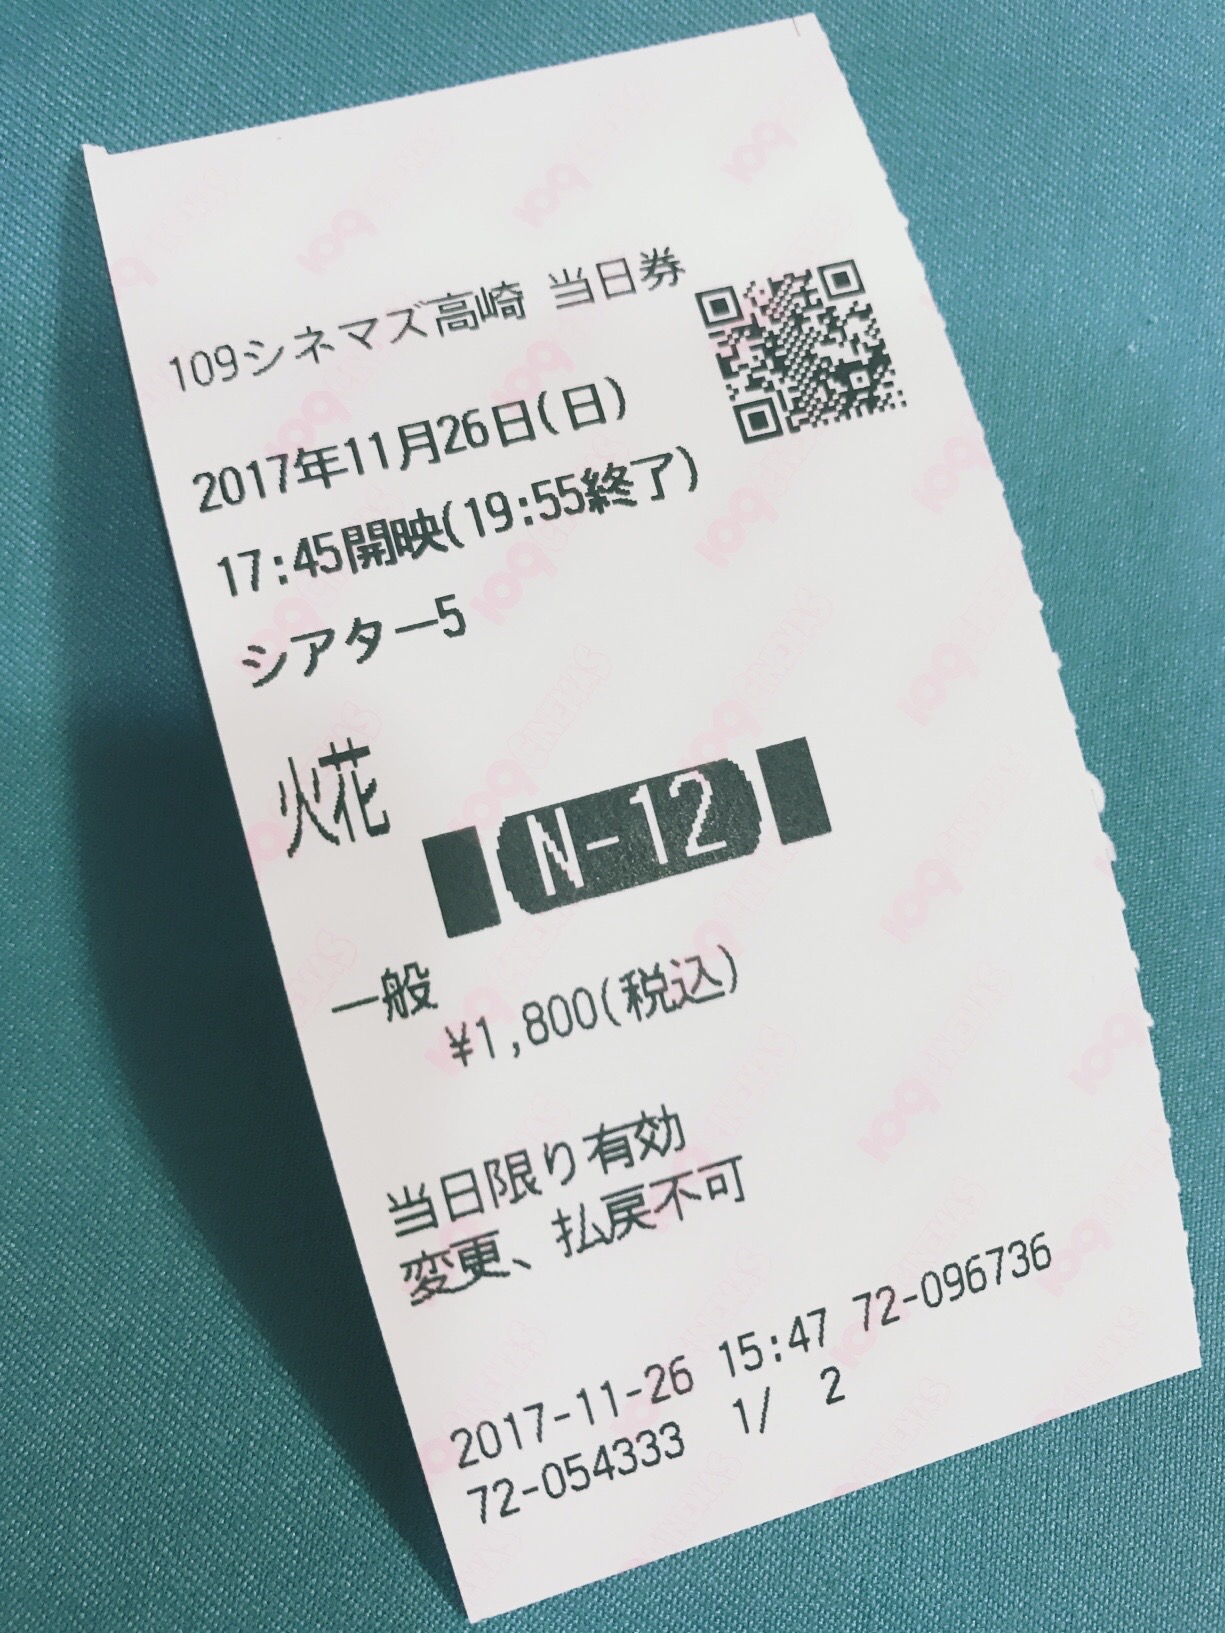 109シネマズ高崎 当日券
2017年11月26日(日)
17:45開映(19:55終了)
シアター5
火花
N-12
一般
¥1,800(税込)
当日限り有効
変更、払戻不可
2017-11-26 15:47 72-096736
72-054333 1/ 2